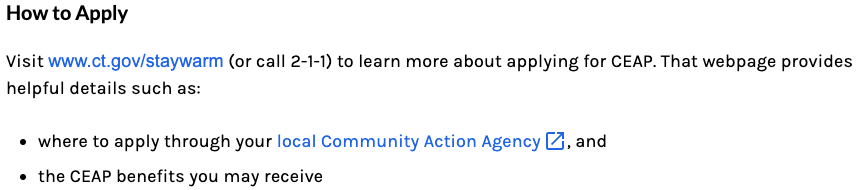 How to Apply
Visit www.ct.gov/staywarm (or call 2-1-1) to learn more about applying for CEAP. That webpage provides
helpful details such as:
• where to apply through your local Community Action Agency, and
• the CEAP benefits you may receive